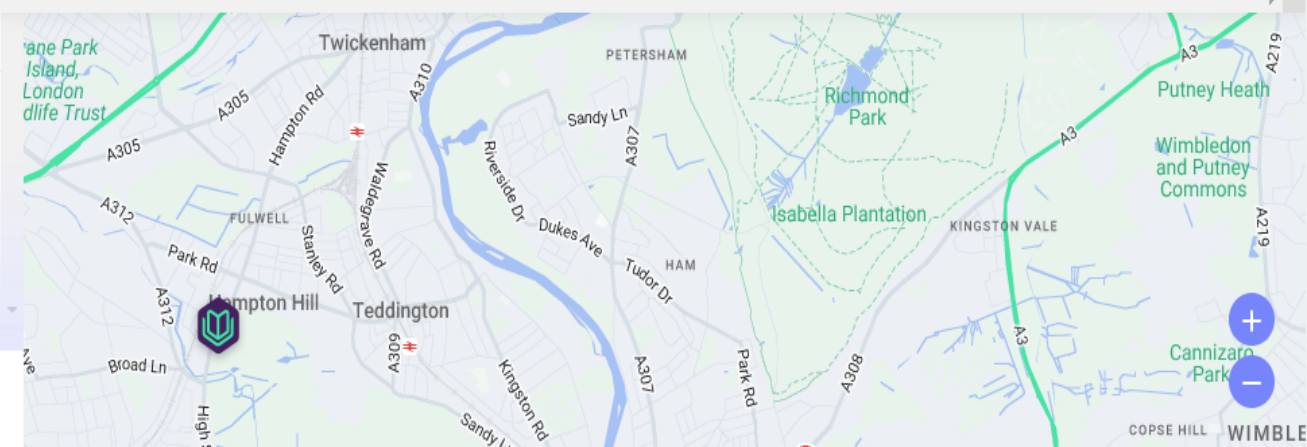 ane Park
Island,
London
dlife Trust
Twickenham
A310
PETERSHAM
A3
A219
Richmond
Park
Putney Heath
A305
Hampton Rd
Sandy Ln
A307
A3
A305
Riverside Dr
Wimbledon
and Putney
Commons
Waldegrave Rd
A312
FULWELL
Isabella Plantation
KINGSTON VALE
A219
Stanley Rd
Dukes Ave
Park Rd
HAM
Tudor Dr
A312
Hampton Hill
Teddington
+
A3
A309
Cannizaro
Park
−
Broad Ln
A307
Park Rd
A308
Kingston Rd
High
Sandy L
COPSE HILL
WIMBLE